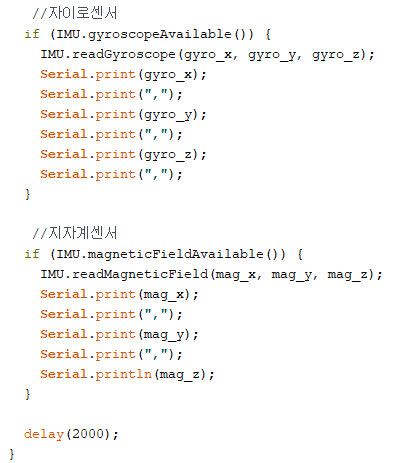 //자이로센서
if (IMU.gyroscopeAvailable()) {
IMU.readGyroscope(gyro_x, gyro_y, gyro_z);
Serial.print(gyro_x);
Serial.print(",");
Serial.print(gyro_y);
Serial.print(",");
Serial.print(gyro_z);
Serial.print(",");
}
//지자계센서
if (IMU.magneticFieldAvailable()) {
IMU.readMagneticField(mag_x, mag_y, mag_z);
Serial.print(mag_x);
Serial.print(",");
Serial.print(mag_y);
Serial.print(",");
Serial.println(mag_z);
}
delay(2000);
}